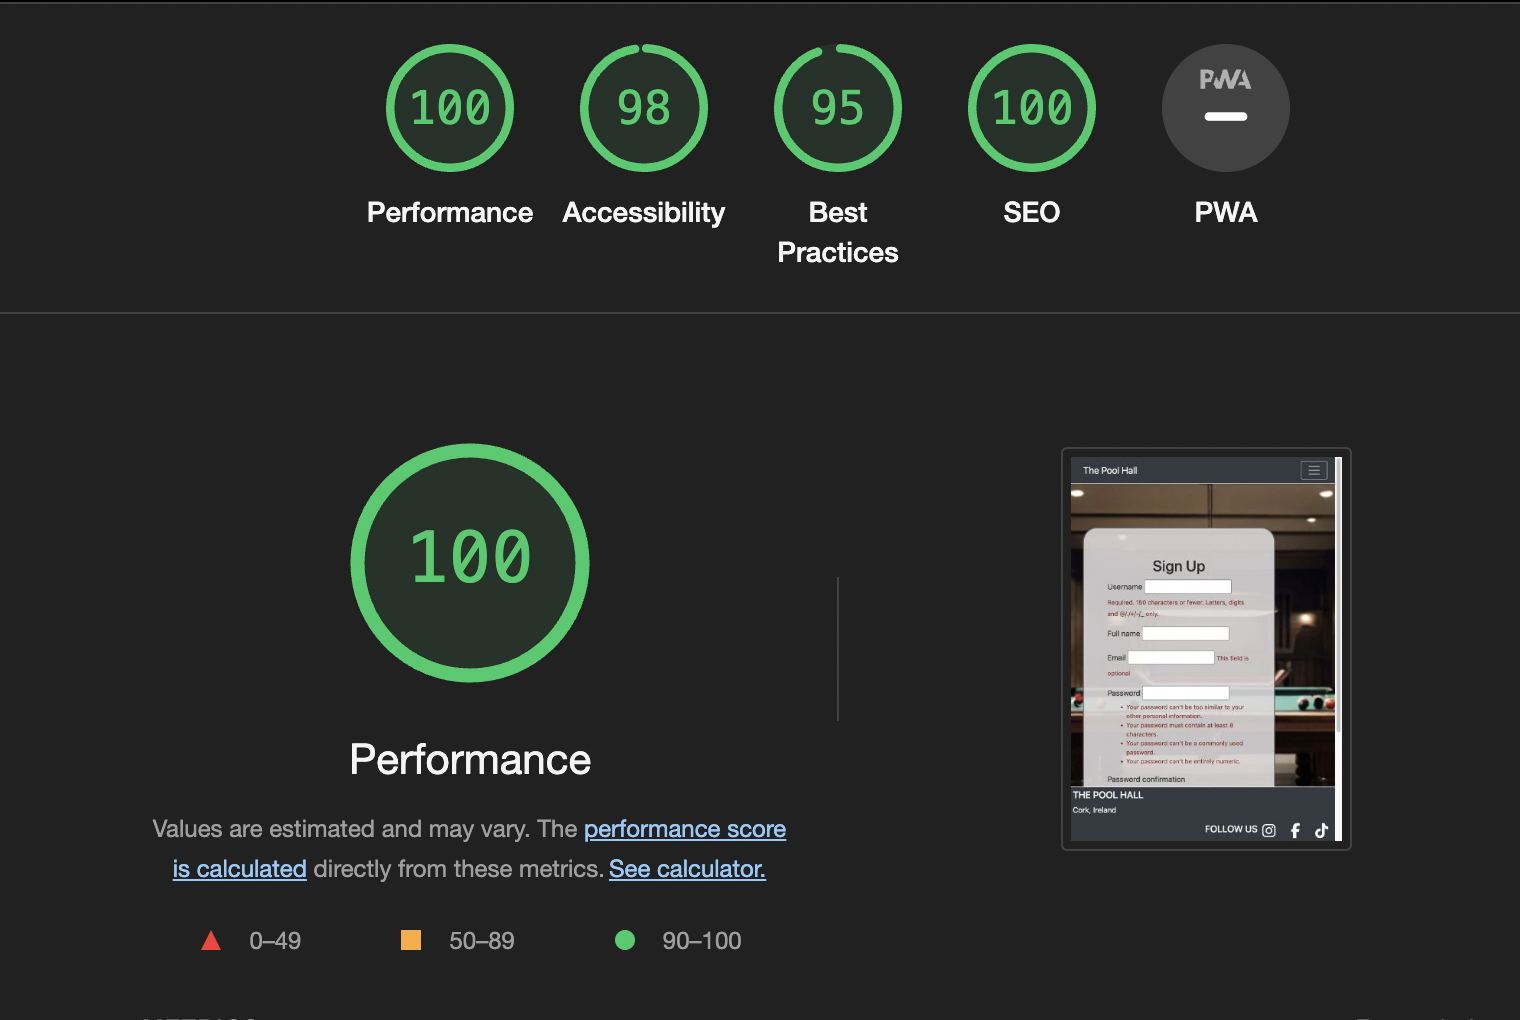 100
98
95
100
PWA
Performance
Accessibility
Best
Practices
SEO
PWA
100
Performance
Values are estimated and may vary. The performance score
is calculated directly from these metrics. See calculator.
0–49
50–89
90–100
The Pool Hall
Sign Up
Username
Required. 150 characters or fewer. Letters, digits
and @/./+/-/_ only.
Full name
Email
This field is
optional
Password
• Your password can't be too similar to your
other personal information.
• Your password must contain at least 8
characters.
• Your password can't be a commonly used
password.
• Your password can't be entirely numeric.
Password confirmation
THE POOL HALL
Cork, Ireland
FOLLOW US